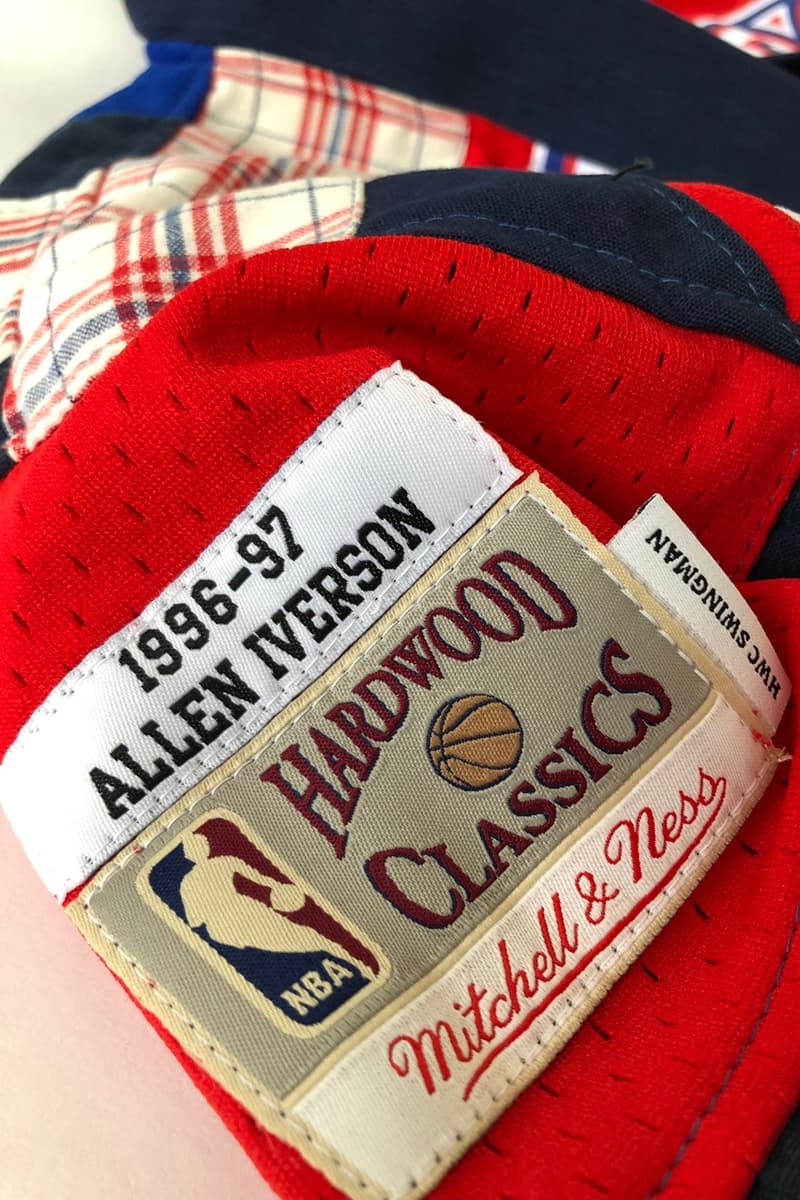 1996-97
ALLEN IVERSON
HARDWOOD
CLASSICS
NBA
Mitchell & Ness
HWC SWINGMAN